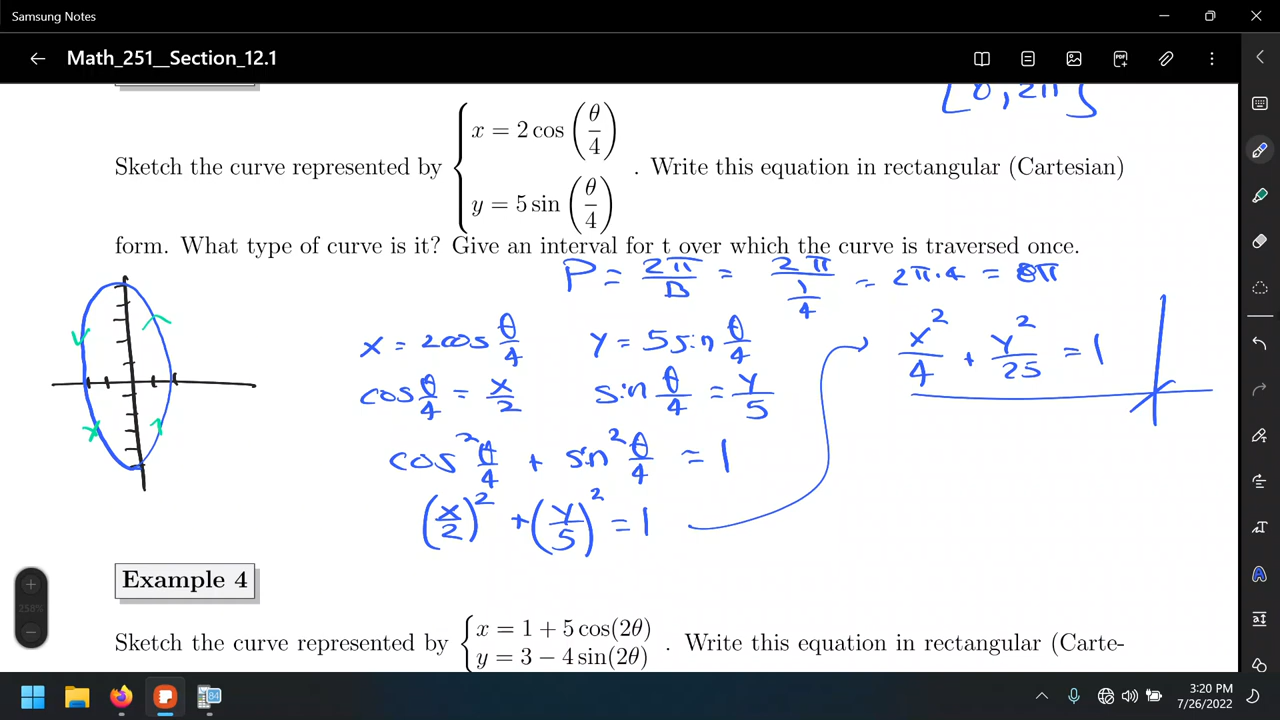 Samsung Notes
Math_251__Section_12.1
[0, 2π]
Sketch the curve represented by { x = 2 cos (θ/4) y = 5 sin (θ/4) . Write this equation in rectangular (Cartesian)
form. What type of curve is it? Give an interval for t over which the curve is traversed once.
P = 2π/B = 2π/(1/4) = 2π·4 = 8π
x = 2cos θ/4 y = 5sin θ/4
cos θ/4 = x/2 sin θ/4 = y/5
cos² θ/4 + sin² θ/4 = 1
(x/2)² + (y/5)² = 1
x²/4 + y²/25 = 1
Example 4
Sketch the curve represented by { x = 1 + 5 cos(2θ) y = 3 − 4 sin(2θ) . Write this equation in rectangular (Carte-
258%
84
3:20 PM
7/26/2022